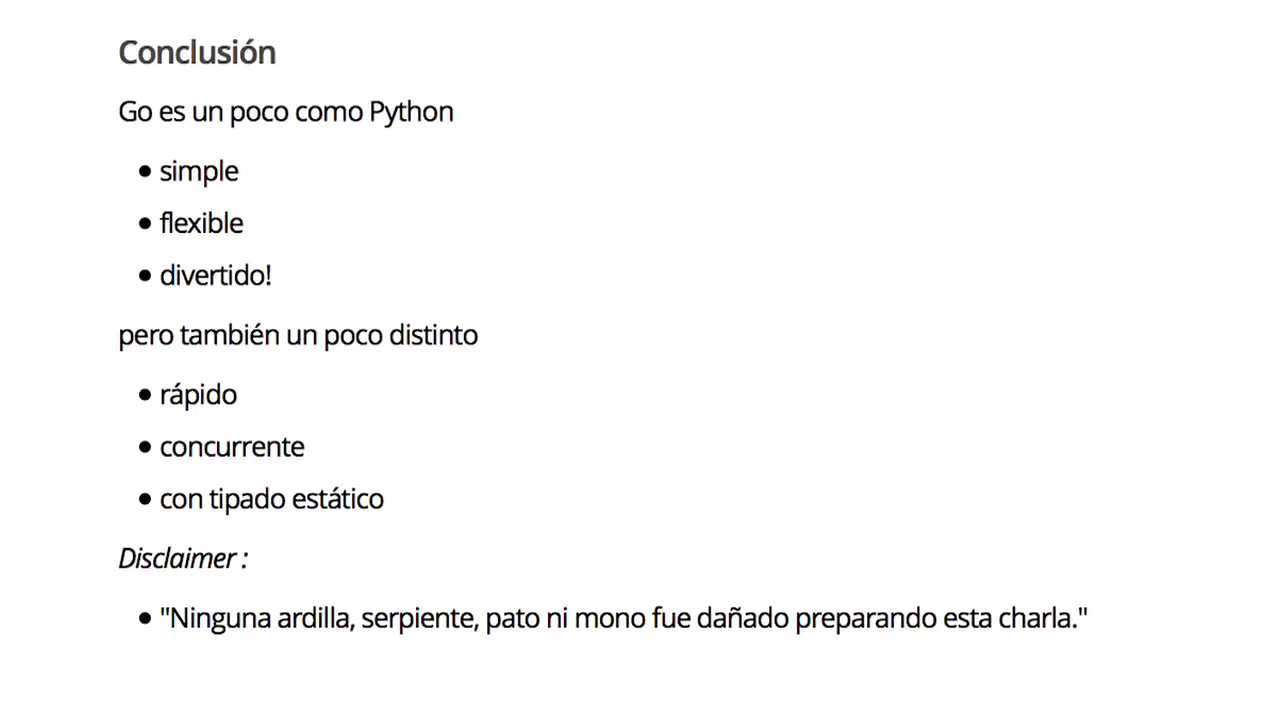 Conclusión
Go es un poco como Python
• simple
• flexible
• divertido!
pero también un poco distinto
• rápido
• concurrente
• con tipado estático
Disclaimer :
• "Ninguna ardilla, serpiente, pato ni mono fue dañado preparando esta charla."